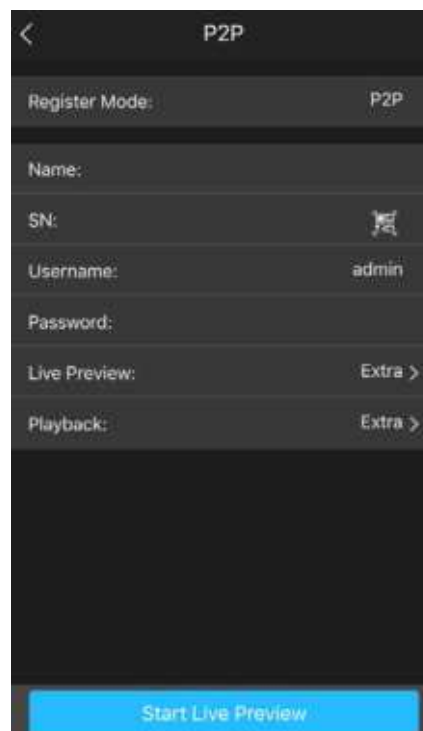 P2P
Register Mode: P2P
Name:
SN:
Username: admin
Password:
Live Preview: Extra >
Playback: Extra >
Start Live Preview